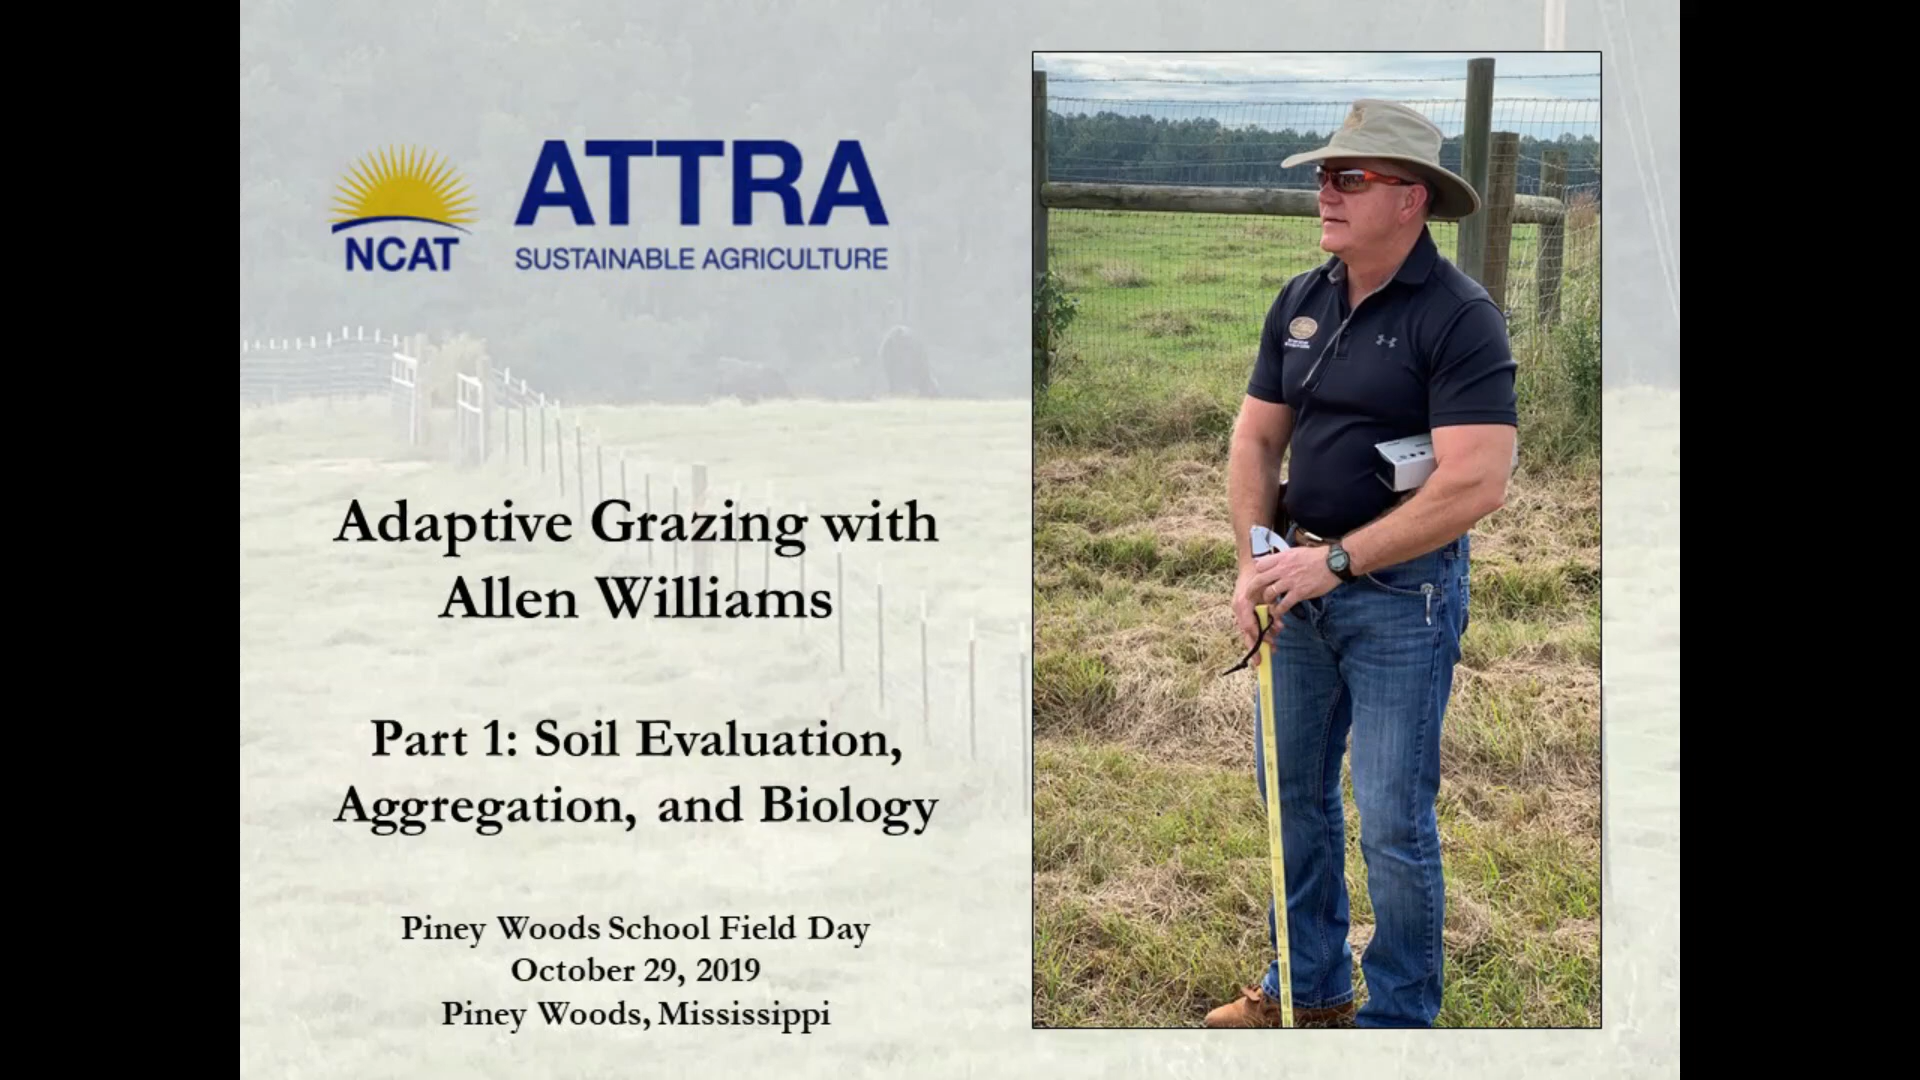 NCAT
ATTRA
SUSTAINABLE AGRICULTURE
Adaptive Grazing with
Allen Williams
Part 1: Soil Evaluation,
Aggregation, and Biology
Piney Woods School Field Day
October 29, 2019
Piney Woods, Mississippi